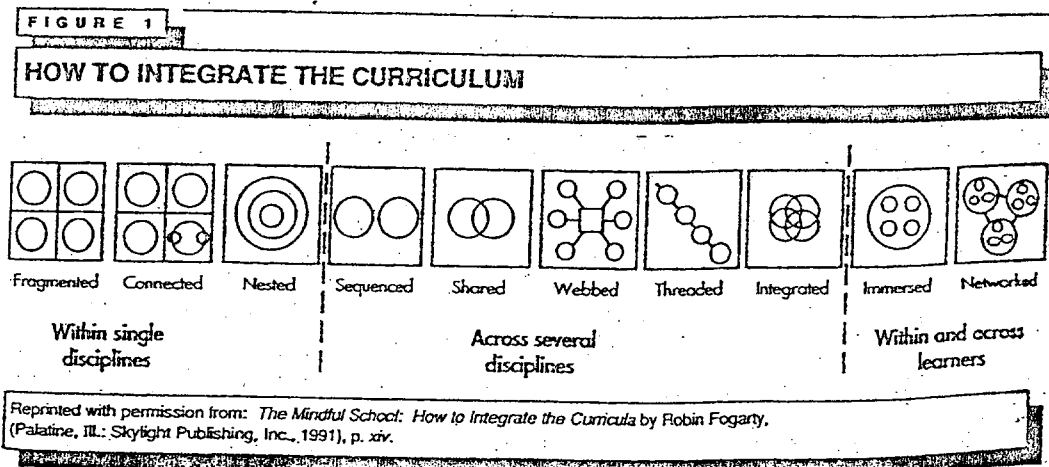 FIGURE 1
HOW TO INTEGRATE THE CURRICULUM
Fragmented Connected Nested Sequenced Shared Webbed Threaded Integrated Immersed Networked
Within single
disciplines
Across several
disciplines
Within and across
learners
Reprinted with permission from: The Mindful School: How to Integrate the Curricula by Robin Fogarty,
(Palatine, Ill.: Skylight Publishing, Inc., 1991), p. xiv.